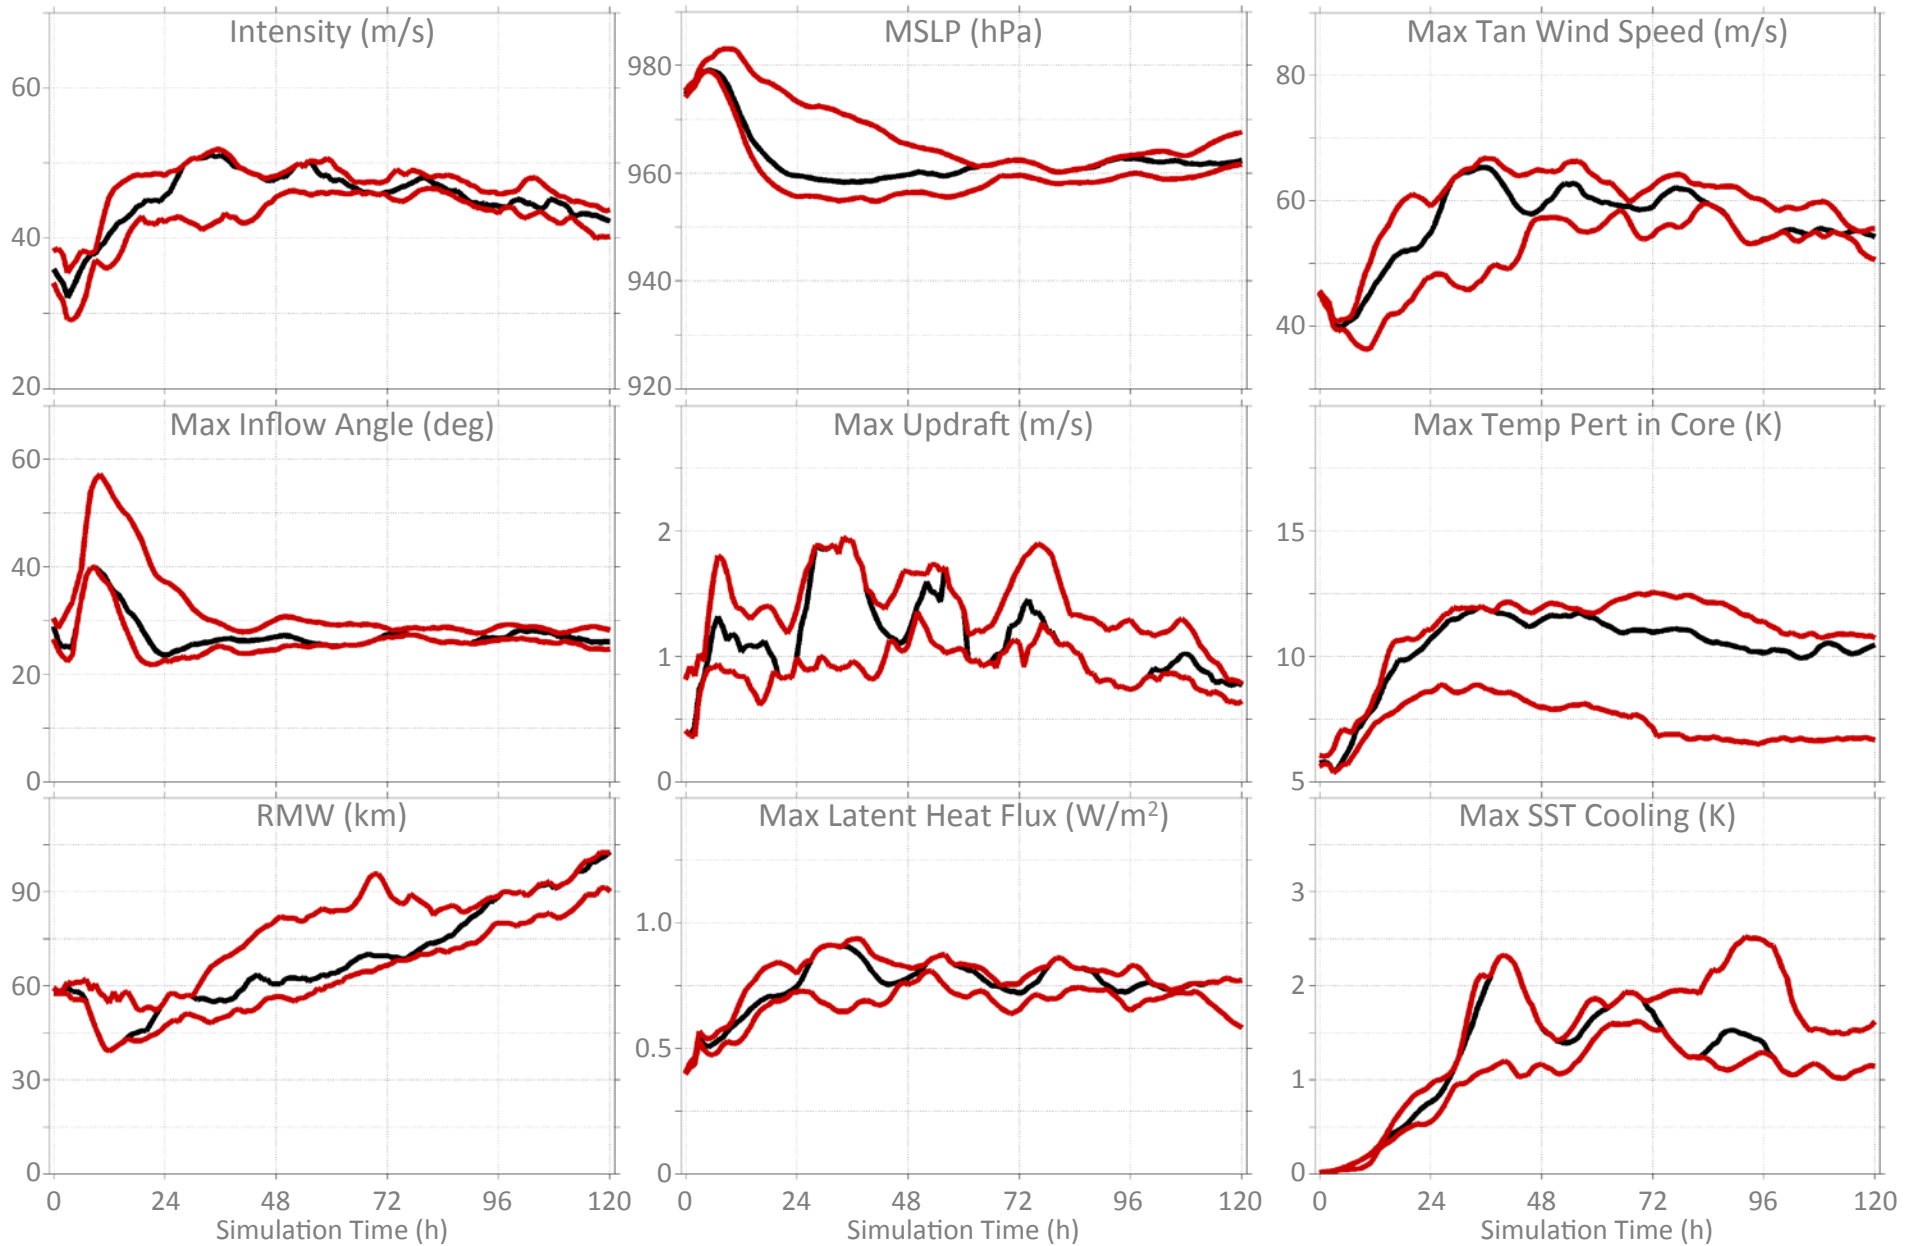 Intensity (m/s)
60
40
20
MSLP (hPa)
980
960
940
920
Max Tan Wind Speed (m/s)
80
60
40
Max Inflow Angle (deg)
60
40
20
0
Max Updraft (m/s)
2
1
0
Max Temp Pert in Core (K)
15
10
5
RMW (km)
90
60
30
0
0 24 48 72 96 120
Simulation Time (h)
Max Latent Heat Flux (W/m²)
1.0
0.5
0
0 24 48 72 96 120
Simulation Time (h)
Max SST Cooling (K)
3
2
1
0
0 24 48 72 96 120
Simulation Time (h)